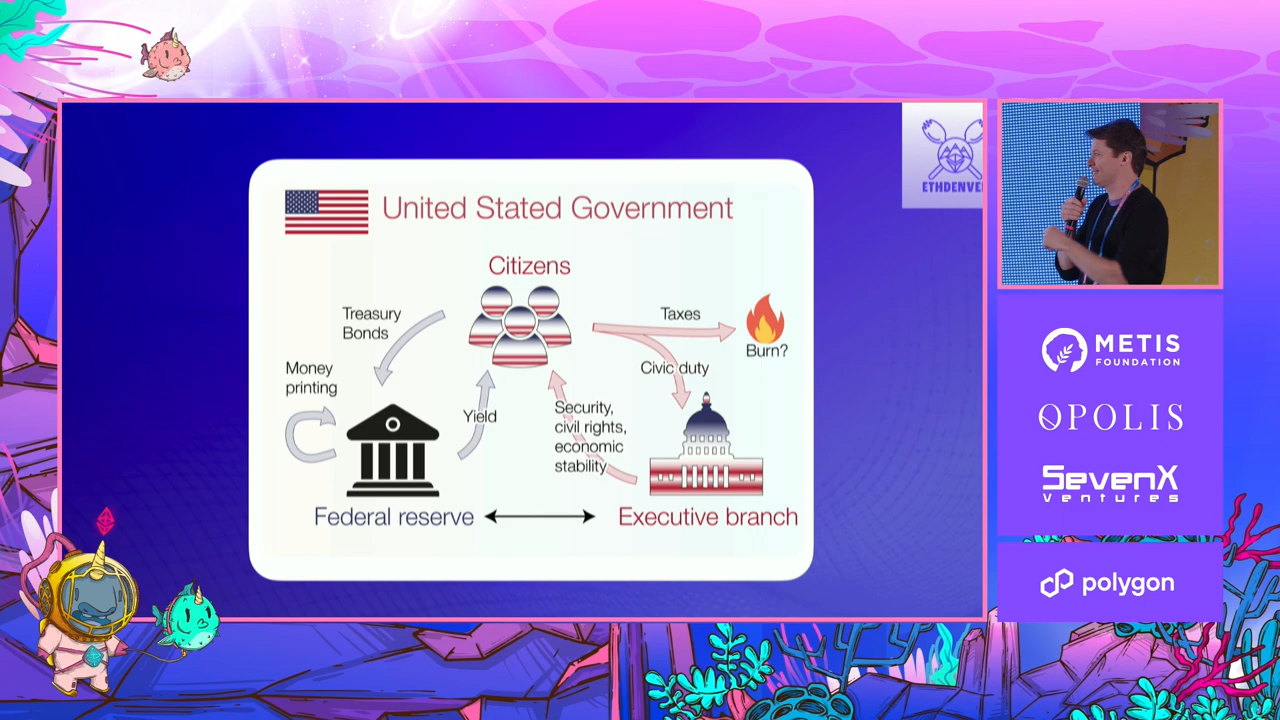 ETHDENVE
United Stated Government
Citizens
Treasury
Bonds
Taxes
Burn?
Money
printing
Civic duty
Yield
Security,
civil rights,
economic
stability
Federal reserve
Executive branch
METIS
FOUNDATION
OPOLIS
SevenX
Ventures
polygon